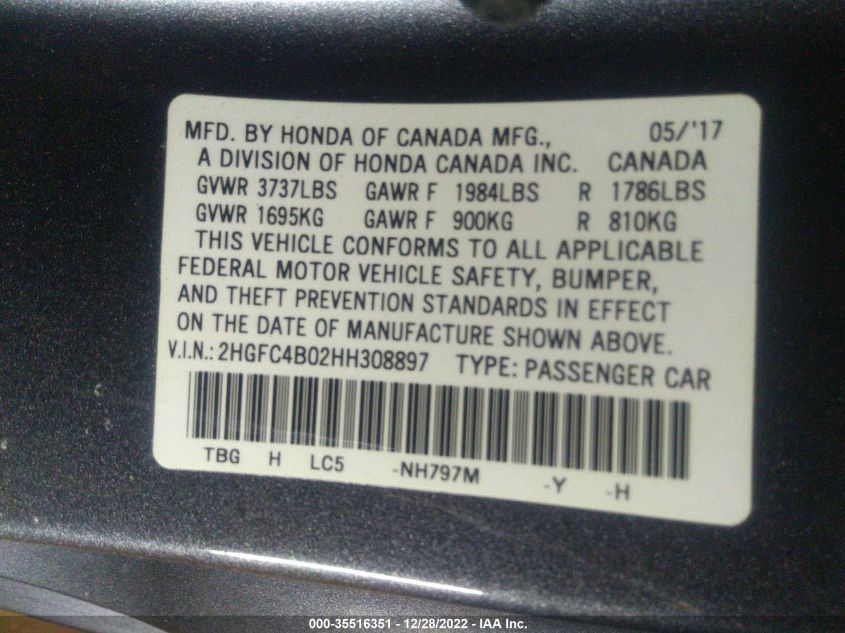 MFD. BY HONDA OF CANADA MFG., 05/'17
A DIVISION OF HONDA CANADA INC. CANADA
GVWR 3737LBS GAWR F 1984LBS R 1786LBS
GVWR 1695KG GAWR F 900KG R 810KG
THIS VEHICLE CONFORMS TO ALL APPLICABLE
FEDERAL MOTOR VEHICLE SAFETY, BUMPER,
AND THEFT PREVENTION STANDARDS IN EFFECT
ON THE DATE OF MANUFACTURE SHOWN ABOVE.
V.I.N.: 2HGFC4B02HH308897 TYPE: PASSENGER CAR
TBG H LC5 -NH797M -Y -H
000-35516351 - 12/28/2022 - IAA Inc.